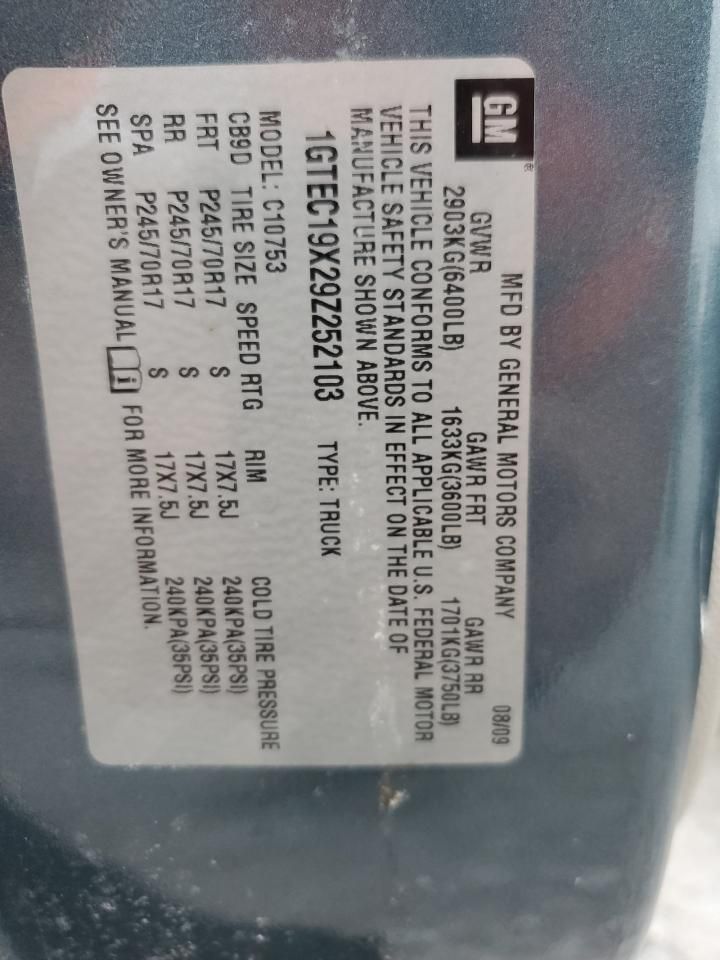 GM®
MFD BY GENERAL MOTORS COMPANY 08/09
GVWR GAWR FRT GAWR RR
2903KG(6400LB) 1633KG(3600LB) 1701KG(3750LB)
THIS VEHICLE CONFORMS TO ALL APPLICABLE U.S. FEDERAL MOTOR
VEHICLE SAFETY STANDARDS IN EFFECT ON THE DATE OF
MANUFACTURE SHOWN ABOVE.
1GTEC19X29Z252103 TYPE: TRUCK
MODEL: C10753
CB9D TIRE SIZE SPEED RTG RIM COLD TIRE PRESSURE
FRT P245/70R17 S 17X7.5J 240KPA(35PSI)
RR P245/70R17 S 17X7.5J 240KPA(35PSI)
SPA P245/70R17 S 17X7.5J 240KPA(35PSI)
SEE OWNER'S MANUAL i FOR MORE INFORMATION.